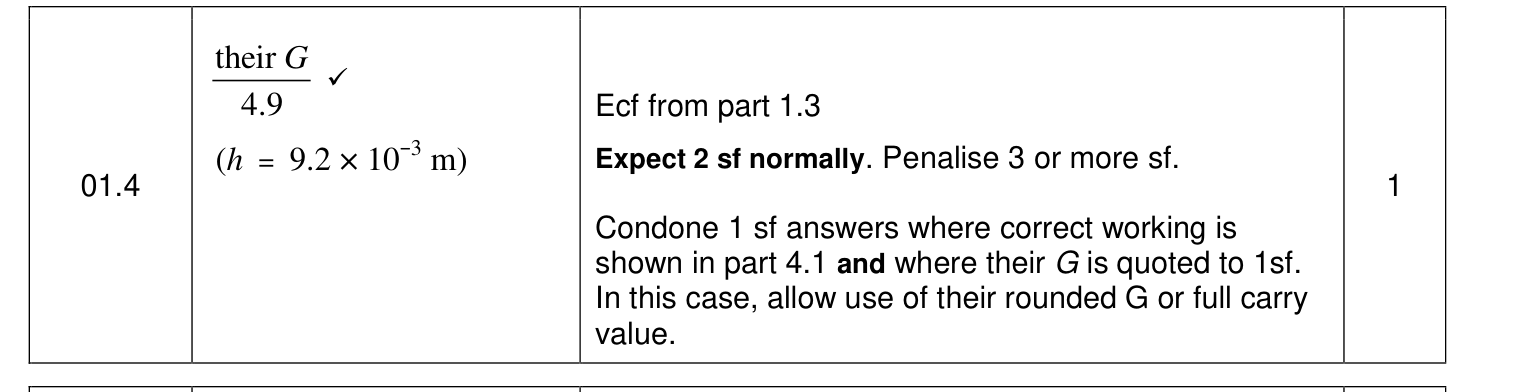 01.4
their G
4.9
✓
(h = 9.2 × 10⁻³ m)
Ecf from part 1.3
Expect 2 sf normally. Penalise 3 or more sf.
Condone 1 sf answers where correct working is
shown in part 4.1 and where their G is quoted to 1sf.
In this case, allow use of their rounded G or full carry
value.
1